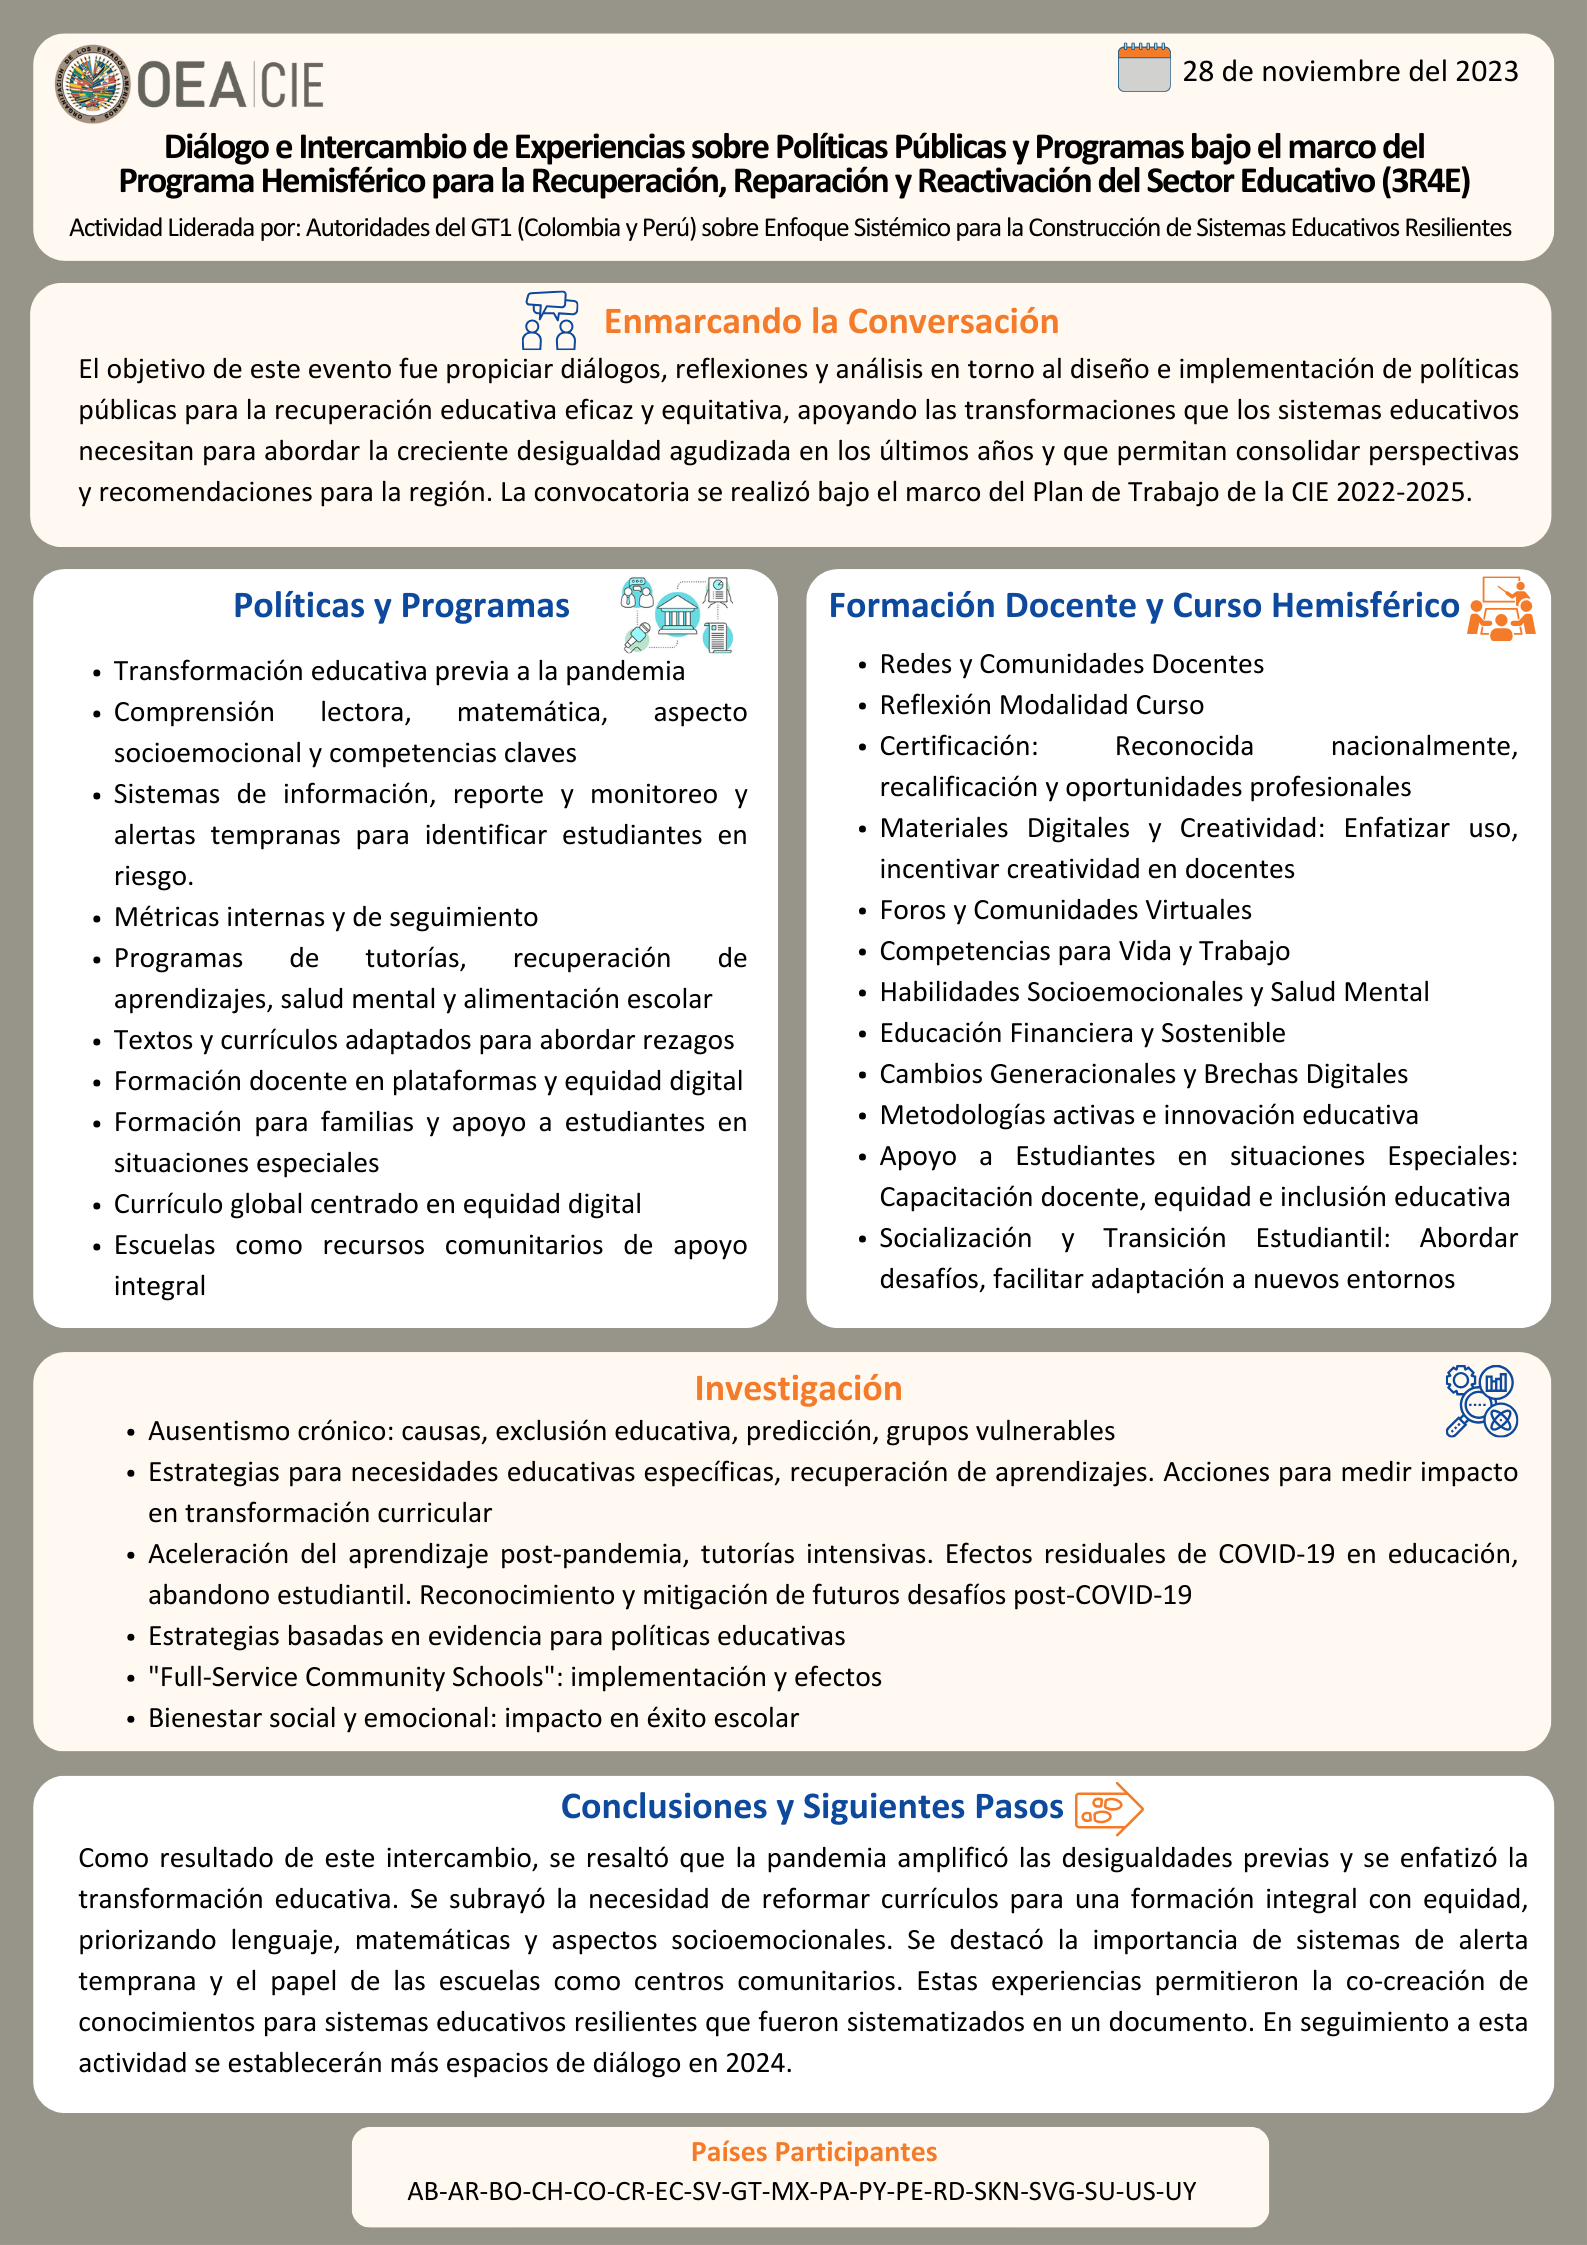 OEA|CIE
28 de noviembre del 2023
Diálogo e Intercambio de Experiencias sobre Políticas Públicas y Programas bajo el marco del
Programa Hemisférico para la Recuperación, Reparación y Reactivación del Sector Educativo (3R4E)
Actividad Liderada por: Autoridades del GT1 (Colombia y Perú) sobre Enfoque Sistémico para la Construcción de Sistemas Educativos Resilientes
Enmarcando la Conversación
El objetivo de este evento fue propiciar diálogos, reflexiones y análisis en torno al diseño e implementación de políticas
públicas para la recuperación educativa eficaz y equitativa, apoyando las transformaciones que los sistemas educativos
necesitan para abordar la creciente desigualdad agudizada en los últimos años y que permitan consolidar perspectivas
y recomendaciones para la región. La convocatoria se realizó bajo el marco del Plan de Trabajo de la CIE 2022-2025.
Políticas y Programas
• Transformación educativa previa a la pandemia
• Comprensión lectora, matemática, aspecto
socioemocional y competencias claves
• Sistemas de información, reporte y monitoreo y
alertas tempranas para identificar estudiantes en
riesgo.
• Métricas internas y de seguimiento
• Programas de tutorías, recuperación de
aprendizajes, salud mental y alimentación escolar
• Textos y currículos adaptados para abordar rezagos
• Formación docente en plataformas y equidad digital
• Formación para familias y apoyo a estudiantes en
situaciones especiales
• Currículo global centrado en equidad digital
• Escuelas como recursos comunitarios de apoyo
integral
Formación Docente y Curso Hemisférico
• Redes y Comunidades Docentes
• Reflexión Modalidad Curso
• Certificación: Reconocida nacionalmente,
recalificación y oportunidades profesionales
• Materiales Digitales y Creatividad: Enfatizar uso,
incentivar creatividad en docentes
• Foros y Comunidades Virtuales
• Competencias para Vida y Trabajo
• Habilidades Socioemocionales y Salud Mental
• Educación Financiera y Sostenible
• Cambios Generacionales y Brechas Digitales
• Metodologías activas e innovación educativa
• Apoyo a Estudiantes en situaciones Especiales:
Capacitación docente, equidad e inclusión educativa
• Socialización y Transición Estudiantil: Abordar
desafíos, facilitar adaptación a nuevos entornos
Investigación
• Ausentismo crónico: causas, exclusión educativa, predicción, grupos vulnerables
• Estrategias para necesidades educativas específicas, recuperación de aprendizajes. Acciones para medir impacto
en transformación curricular
• Aceleración del aprendizaje post-pandemia, tutorías intensivas. Efectos residuales de COVID-19 en educación,
abandono estudiantil. Reconocimiento y mitigación de futuros desafíos post-COVID-19
• Estrategias basadas en evidencia para políticas educativas
• "Full-Service Community Schools": implementación y efectos
• Bienestar social y emocional: impacto en éxito escolar
Conclusiones y Siguientes Pasos
Como resultado de este intercambio, se resaltó que la pandemia amplificó las desigualdades previas y se enfatizó la
transformación educativa. Se subrayó la necesidad de reformar currículos para una formación integral con equidad,
priorizando lenguaje, matemáticas y aspectos socioemocionales. Se destacó la importancia de sistemas de alerta
temprana y el papel de las escuelas como centros comunitarios. Estas experiencias permitieron la co-creación de
conocimientos para sistemas educativos resilientes que fueron sistematizados en un documento. En seguimiento a esta
actividad se establecerán más espacios de diálogo en 2024.
Países Participantes
AB-AR-BO-CH-CO-CR-EC-SV-GT-MX-PA-PY-PE-RD-SKN-SVG-SU-US-UY